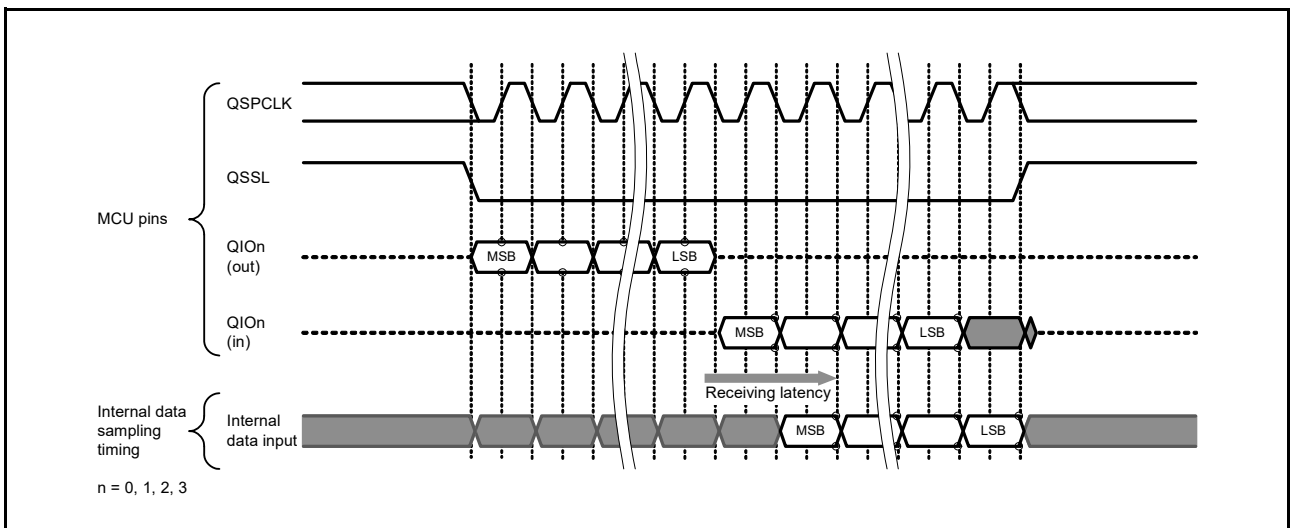 QSPCLK
QSSL
MCU pins
QIOn
(out)
MSB
LSB
QIOn
(in)
MSB
LSB
Receiving latency
Internal data
sampling
timing
Internal
data input
MSB
LSB
n = 0, 1, 2, 3